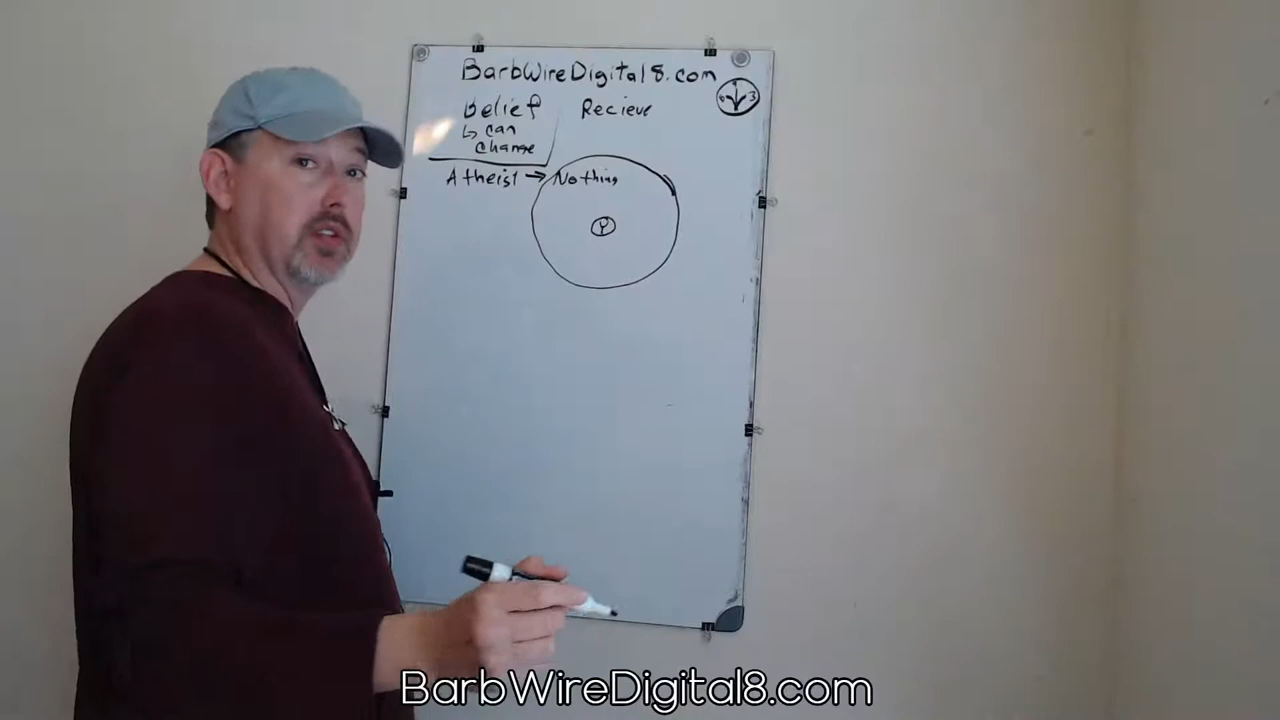 BarbWireDigital8.com
Belief Recieve
↳ can
change
Atheist → Nothing
Y
BarbWireDigital8.com